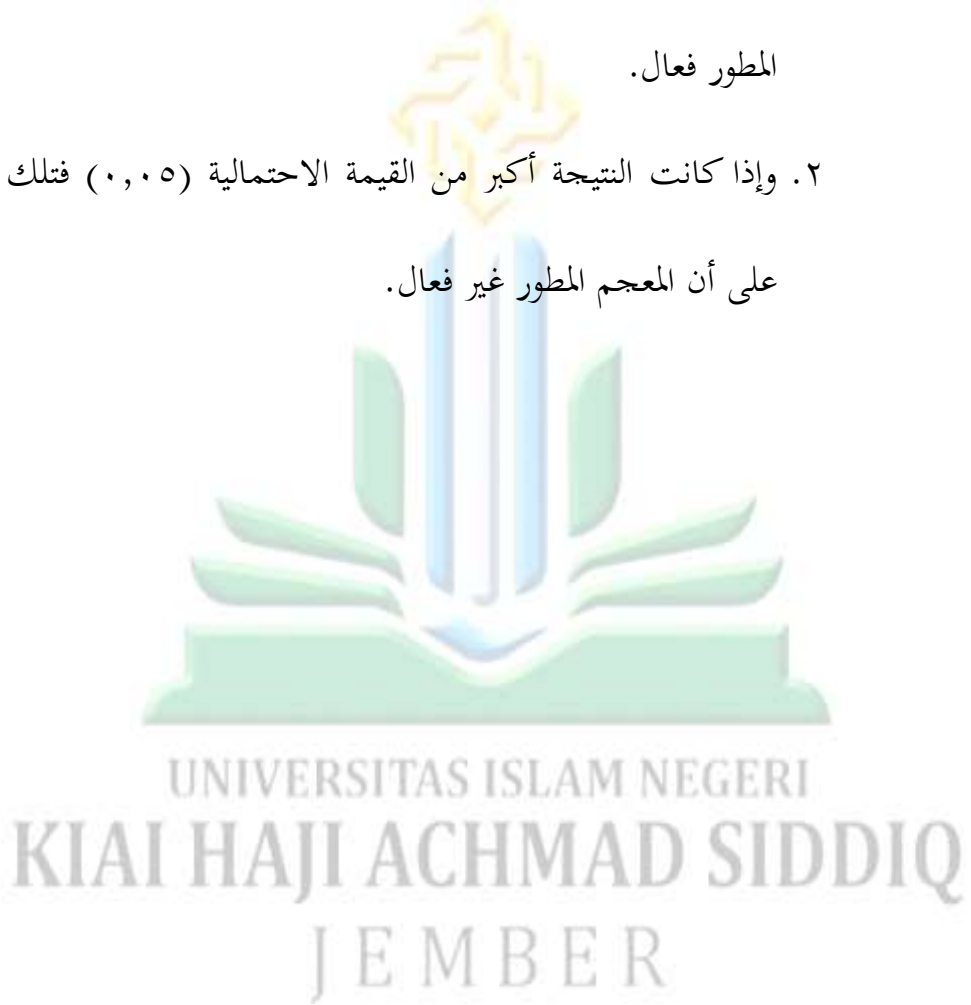 المطور فعال.
٢. وإذا كانت النتيجة أكبر من القيمة الاحتمالية (٠,٠٥) فتلك
على أن المعجم المطور غير فعال.
UNIVERSITAS ISLAM NEGERI
KIAI HAJI ACHMAD SIDDIQ
JEMBER